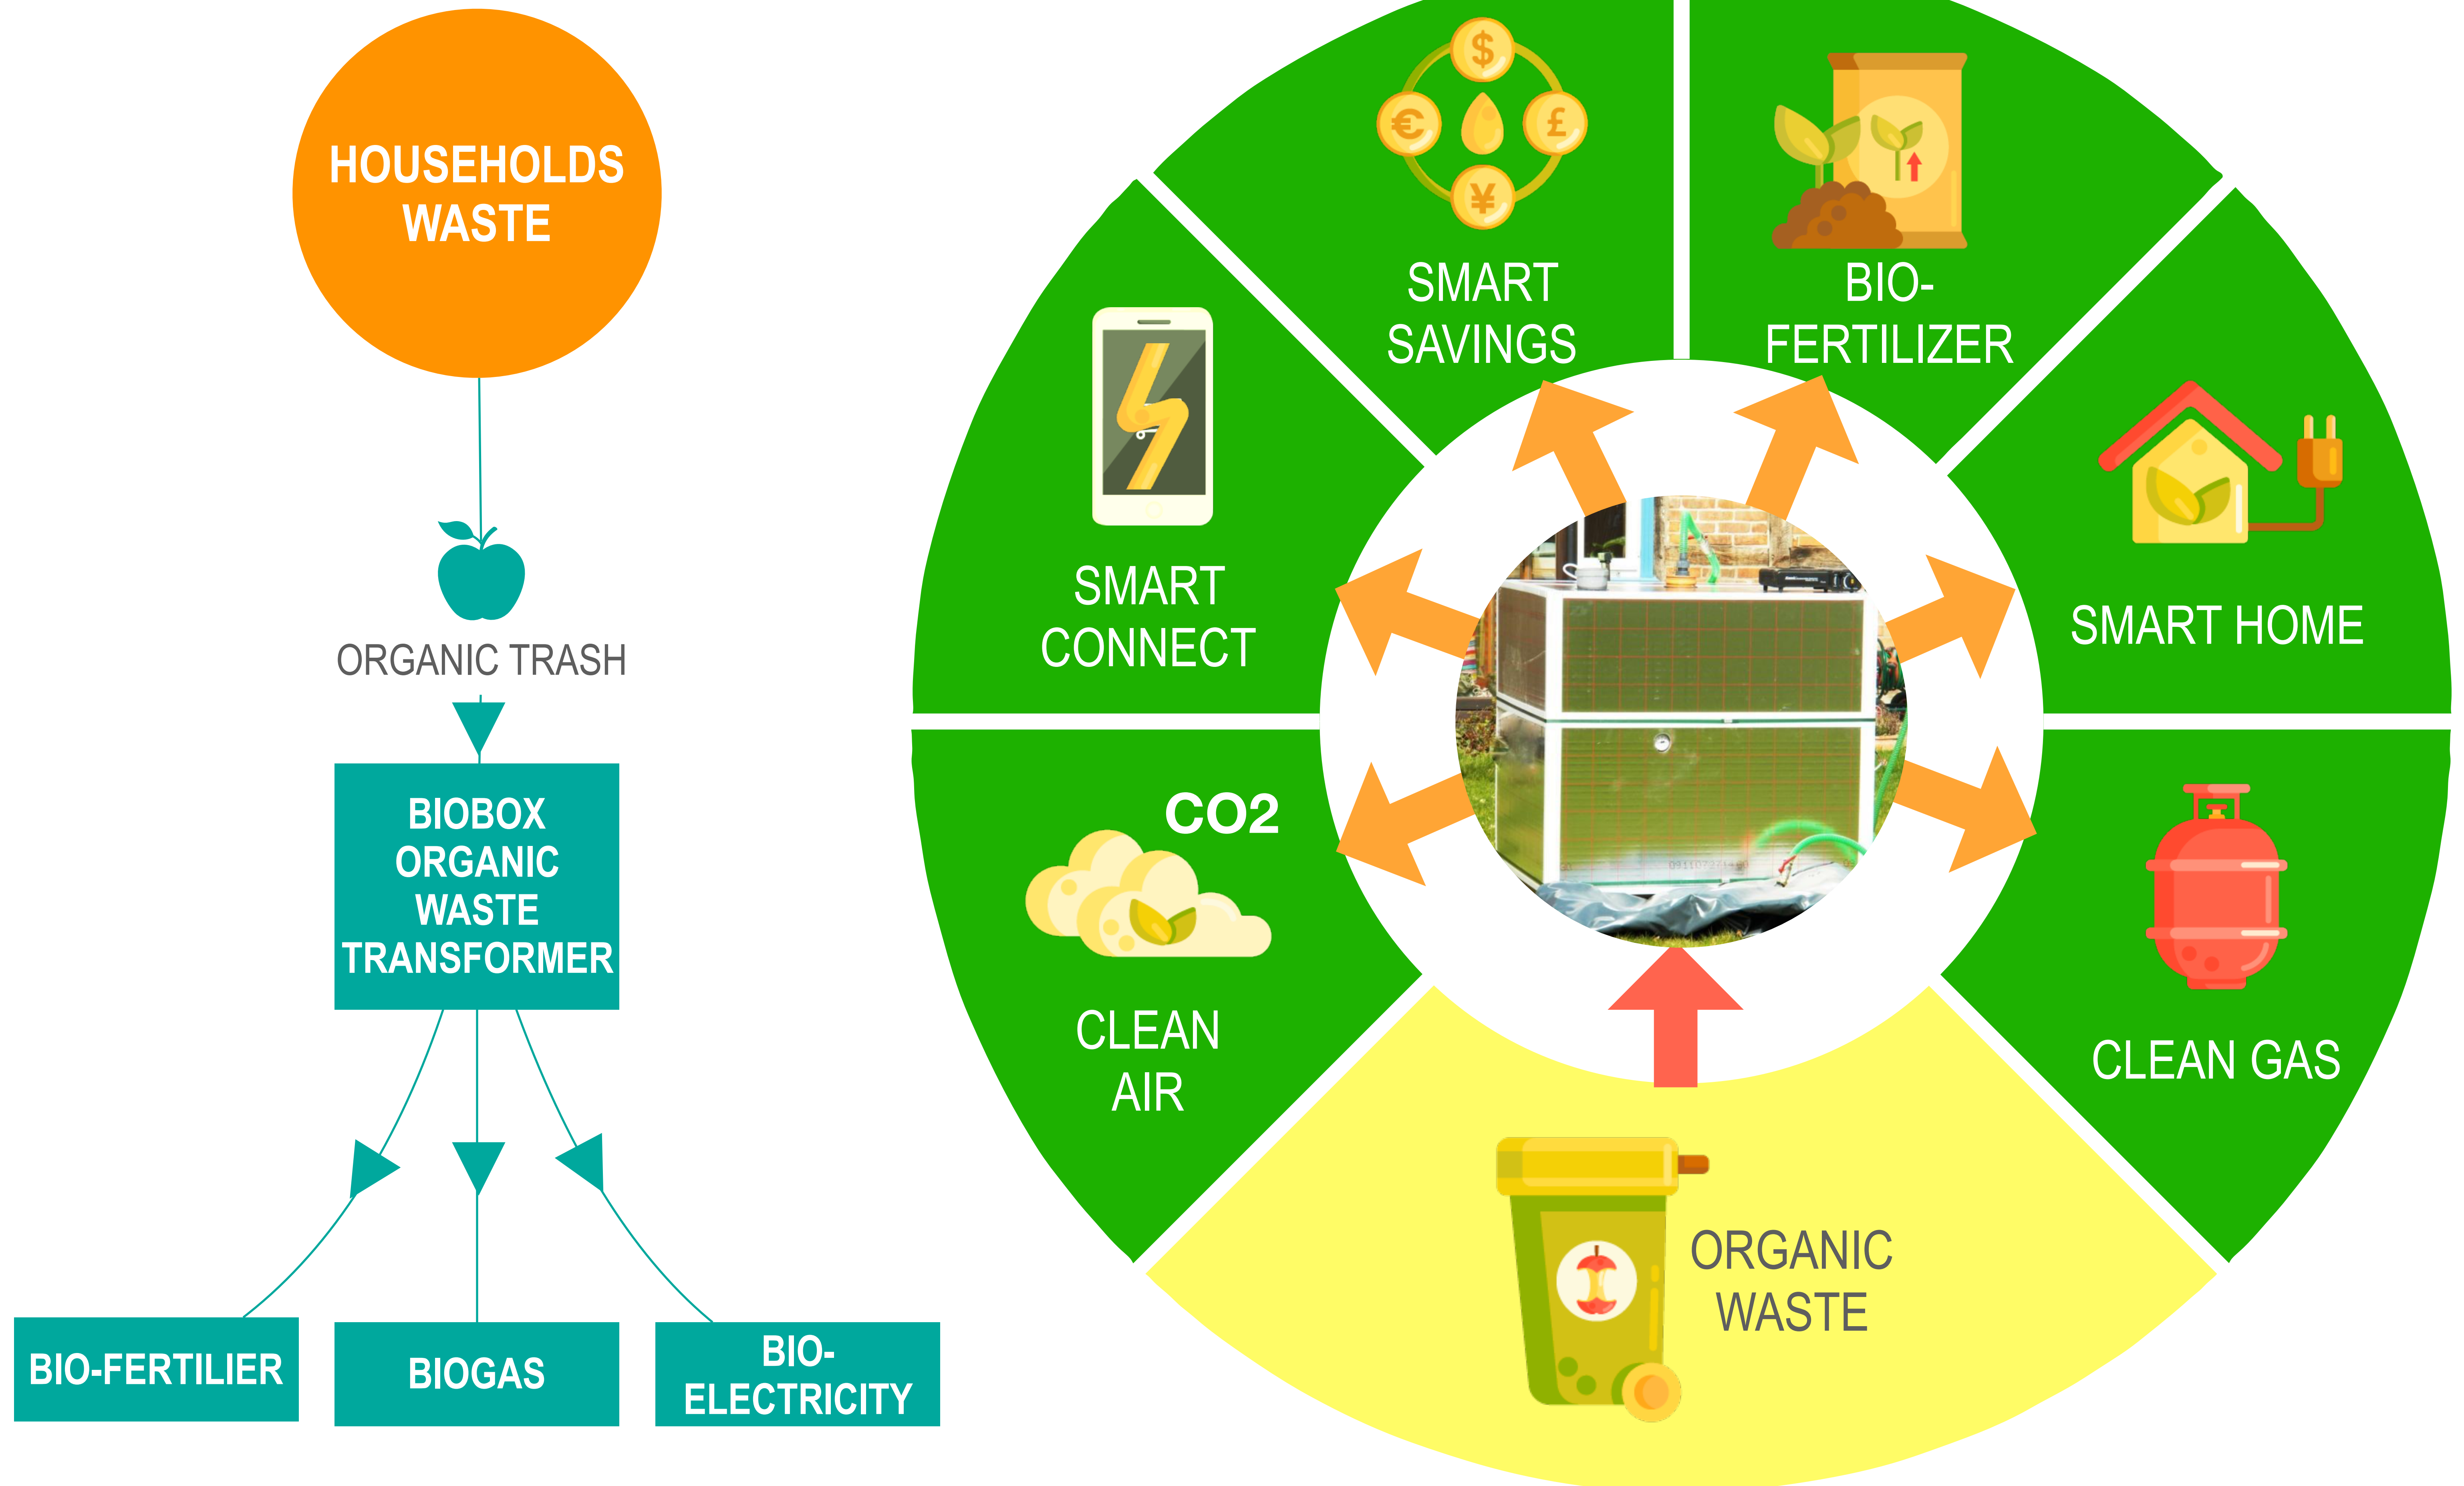 HOUSEHOLDS
WASTE
ORGANIC TRASH
BIOBOX
ORGANIC
WASTE
TRANSFORMER
BIO-FERTILIER
BIOGAS
BIO-
ELECTRICITY
$
€
£
¥
SMART
SAVINGS
BIO-
FERTILIZER
SMART
CONNECT
SMART HOME
CO2
CLEAN
AIR
CLEAN GAS
ORGANIC
WASTE